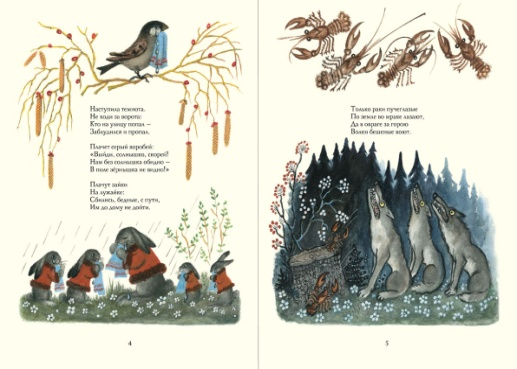 Наступила темнота,
Не ходи за ворота:
Кто на улицу попал —
Заблудился и пропал.
Плачет серый воробей:
«Выйди, солнышко, скорей!
Нам без солнышка обидно —
В поле зёрнышка не видно!»
Плачут зайки
На лужайке:
Сбились, бедные, с пути,
Им до дому не дойти.
4
Только раки пучеглазые
По земле во мраке лазают,
Да в овраге за горою
Волки бешеные воют.
5